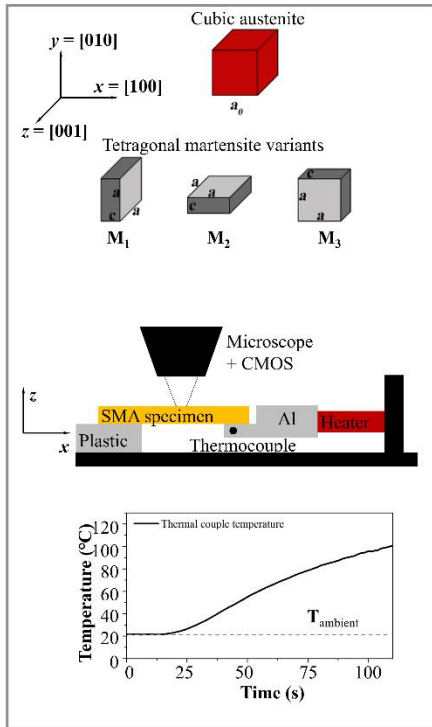 Cubic austenite
y = [010]
x = [100]
z = [001]
a₀
Tetragonal martensite variants
a
a
c
M₁
a
a
c
M₂
c
a
a
M₃
Microscope
+ CMOS
z
x
SMA specimen
Al
Heater
Plastic
Thermocouple
Temperature (°C)
120
100
80
60
40
20
0
Thermal couple temperature
T_ambient
0
25
50
75
100
Time (s)